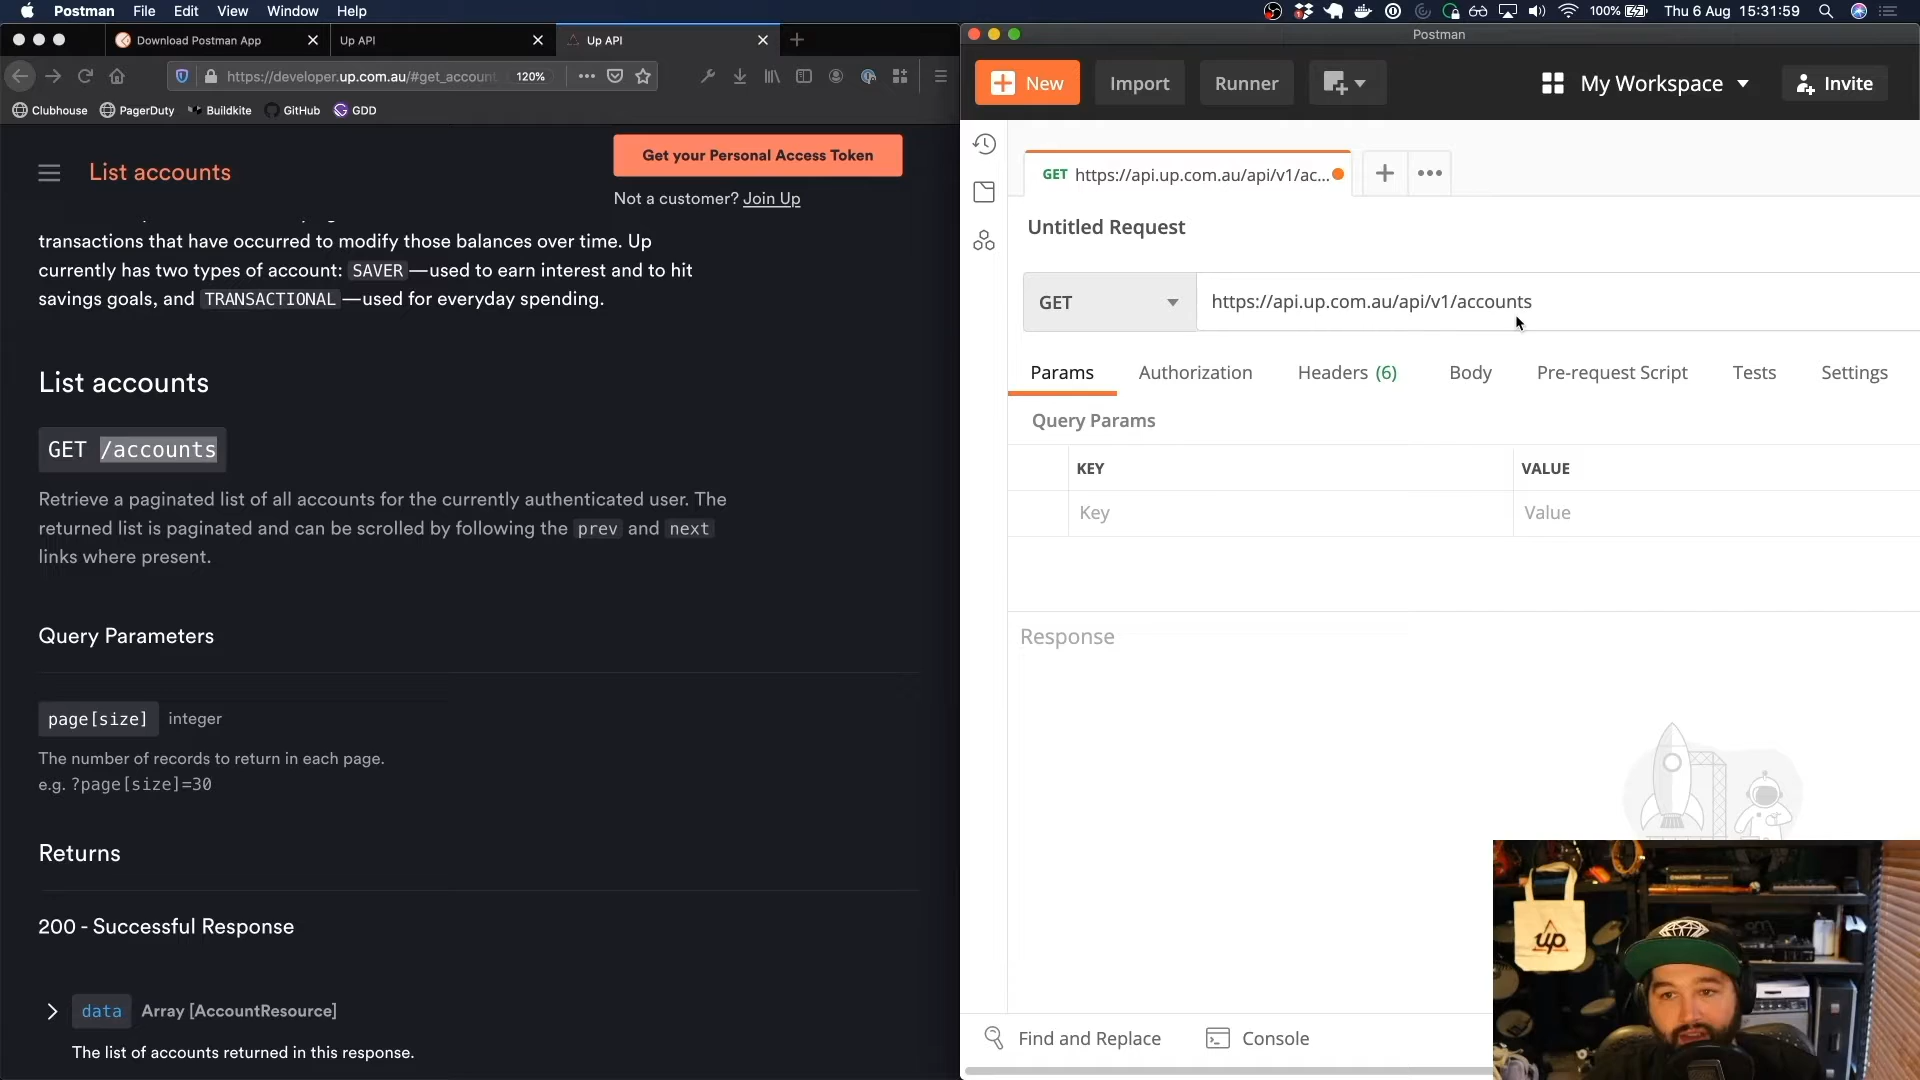 Postman File Edit View Window Help
100% Thu 6 Aug 15:31:59
Download Postman App
Up API
Up API
https://developer.up.com.au/#get_account
120%
Clubhouse PagerDuty Buildkite GitHub GDD
List accounts
Get your Personal Access Token
Not a customer? Join Up
transactions that have occurred to modify those balances over time. Up
currently has two types of account: SAVER —used to earn interest and to hit
savings goals, and TRANSACTIONAL —used for everyday spending.
List accounts
GET /accounts
Retrieve a paginated list of all accounts for the currently authenticated user. The
returned list is paginated and can be scrolled by following the prev and next
links where present.
Query Parameters
page[size] integer
The number of records to return in each page.
e.g. ?page[size]=30
Returns
200 - Successful Response
data Array [AccountResource]
The list of accounts returned in this response.
Postman
New Import Runner My Workspace Invite
GET https://api.up.com.au/api/v1/ac...
Untitled Request
GET https://api.up.com.au/api/v1/accounts
Params Authorization Headers (6) Body Pre-request Script Tests Settings
Query Params
KEY VALUE
Key Value
Response
Find and Replace Console
up